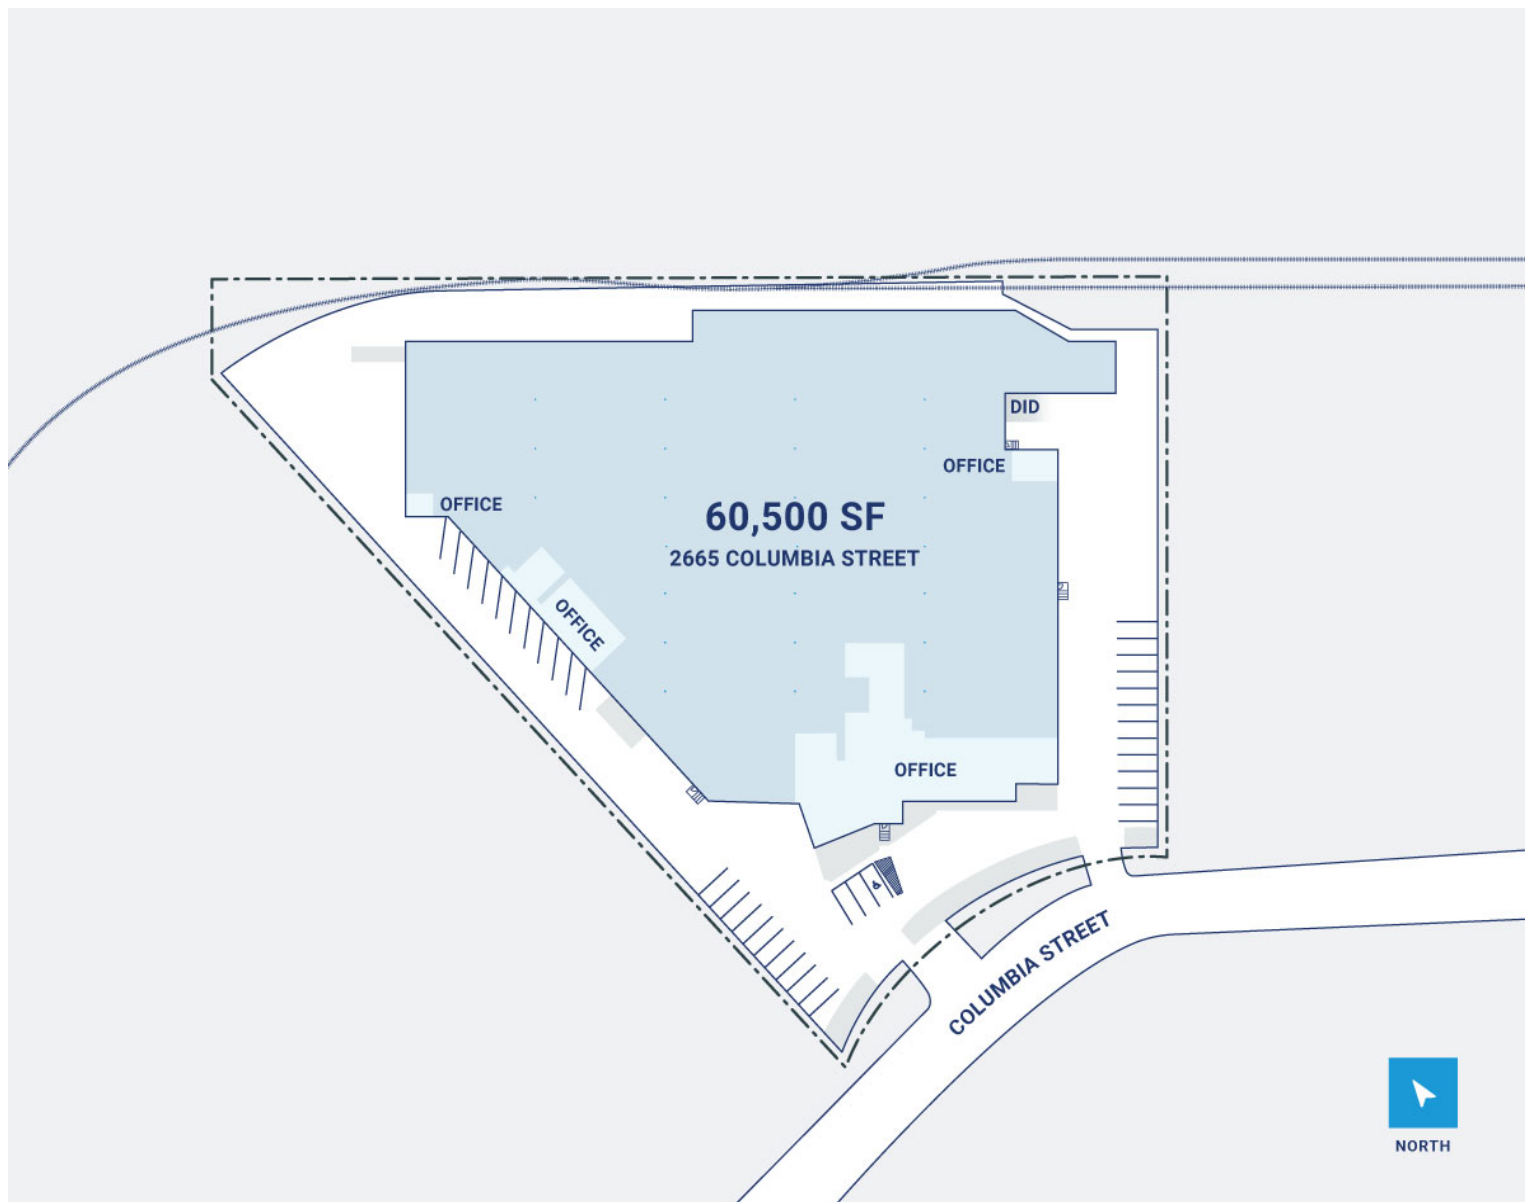 DID
OFFICE
OFFICE
60,500 SF
2665 COLUMBIA STREET
OFFICE
OFFICE
COLUMBIA STREET
NORTH